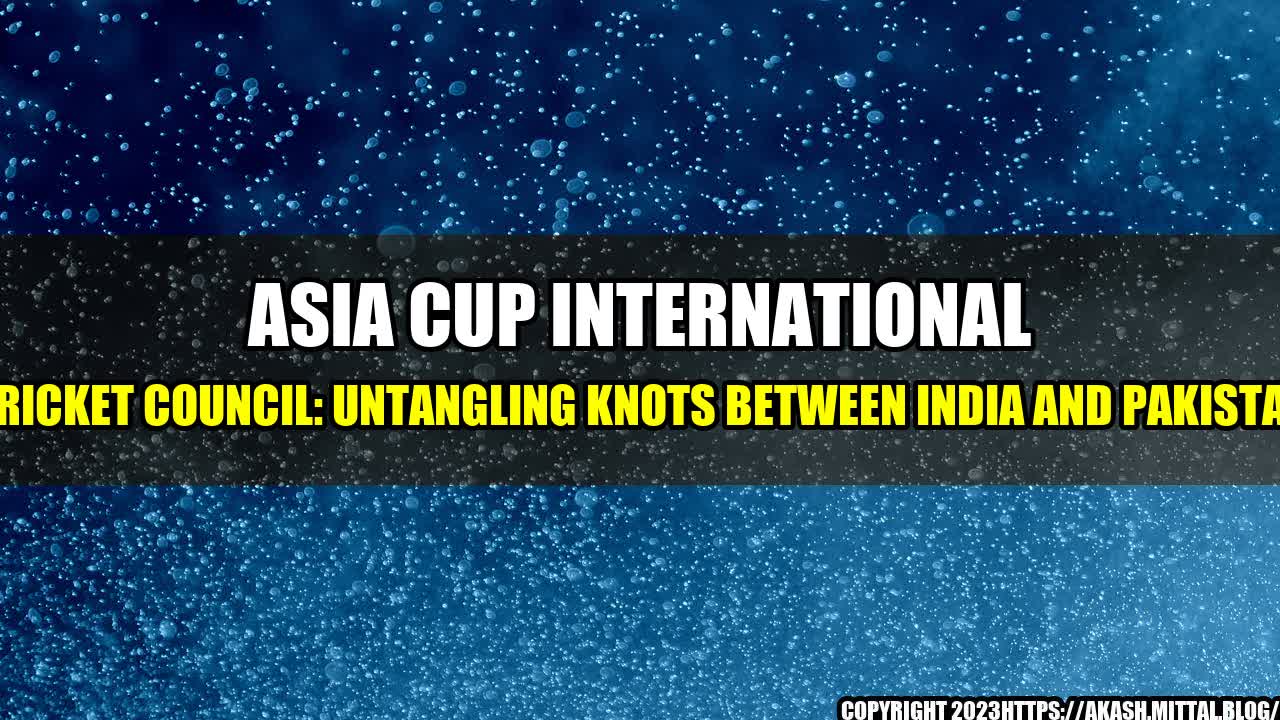 ASIA CUP INTERNATIONAL
RICKET COUNCIL: UNTANGLING KNOTS BETWEEN INDIA AND PAKISTA
COPYRIGHT 2023HTTPS://AKASH.MITTAL.BLOG/